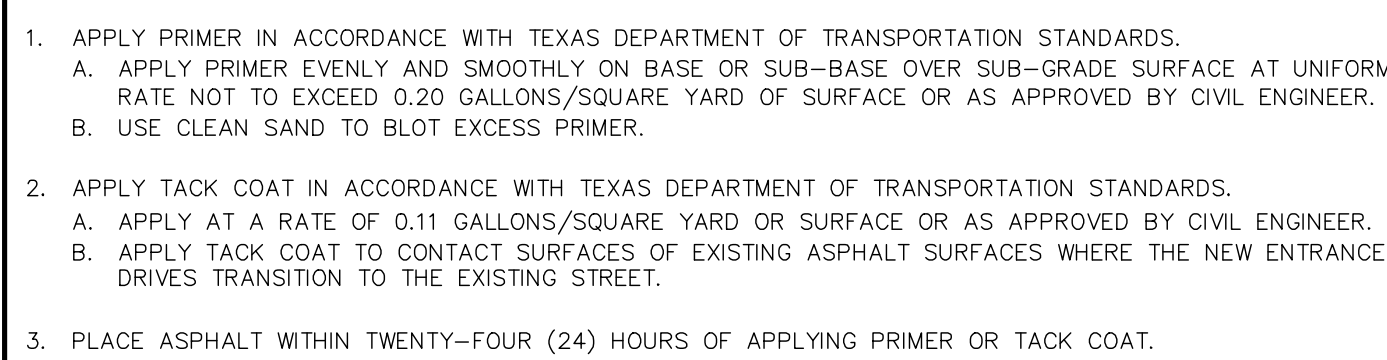 1. APPLY PRIMER IN ACCORDANCE WITH TEXAS DEPARTMENT OF TRANSPORTATION STANDARDS.
A. APPLY PRIMER EVENLY AND SMOOTHLY ON BASE OR SUB-BASE OVER SUB-GRADE SURFACE AT UNIFORM
RATE NOT TO EXCEED 0.20 GALLONS/SQUARE YARD OF SURFACE OR AS APPROVED BY CIVIL ENGINEER.
B. USE CLEAN SAND TO BLOT EXCESS PRIMER.
2. APPLY TACK COAT IN ACCORDANCE WITH TEXAS DEPARTMENT OF TRANSPORTATION STANDARDS.
A. APPLY AT A RATE OF 0.11 GALLONS/SQUARE YARD OR SURFACE OR AS APPROVED BY CIVIL ENGINEER.
B. APPLY TACK COAT TO CONTACT SURFACES OF EXISTING ASPHALT SURFACES WHERE THE NEW ENTRANCE
DRIVES TRANSITION TO THE EXISTING STREET.
3. PLACE ASPHALT WITHIN TWENTY-FOUR (24) HOURS OF APPLYING PRIMER OR TACK COAT.